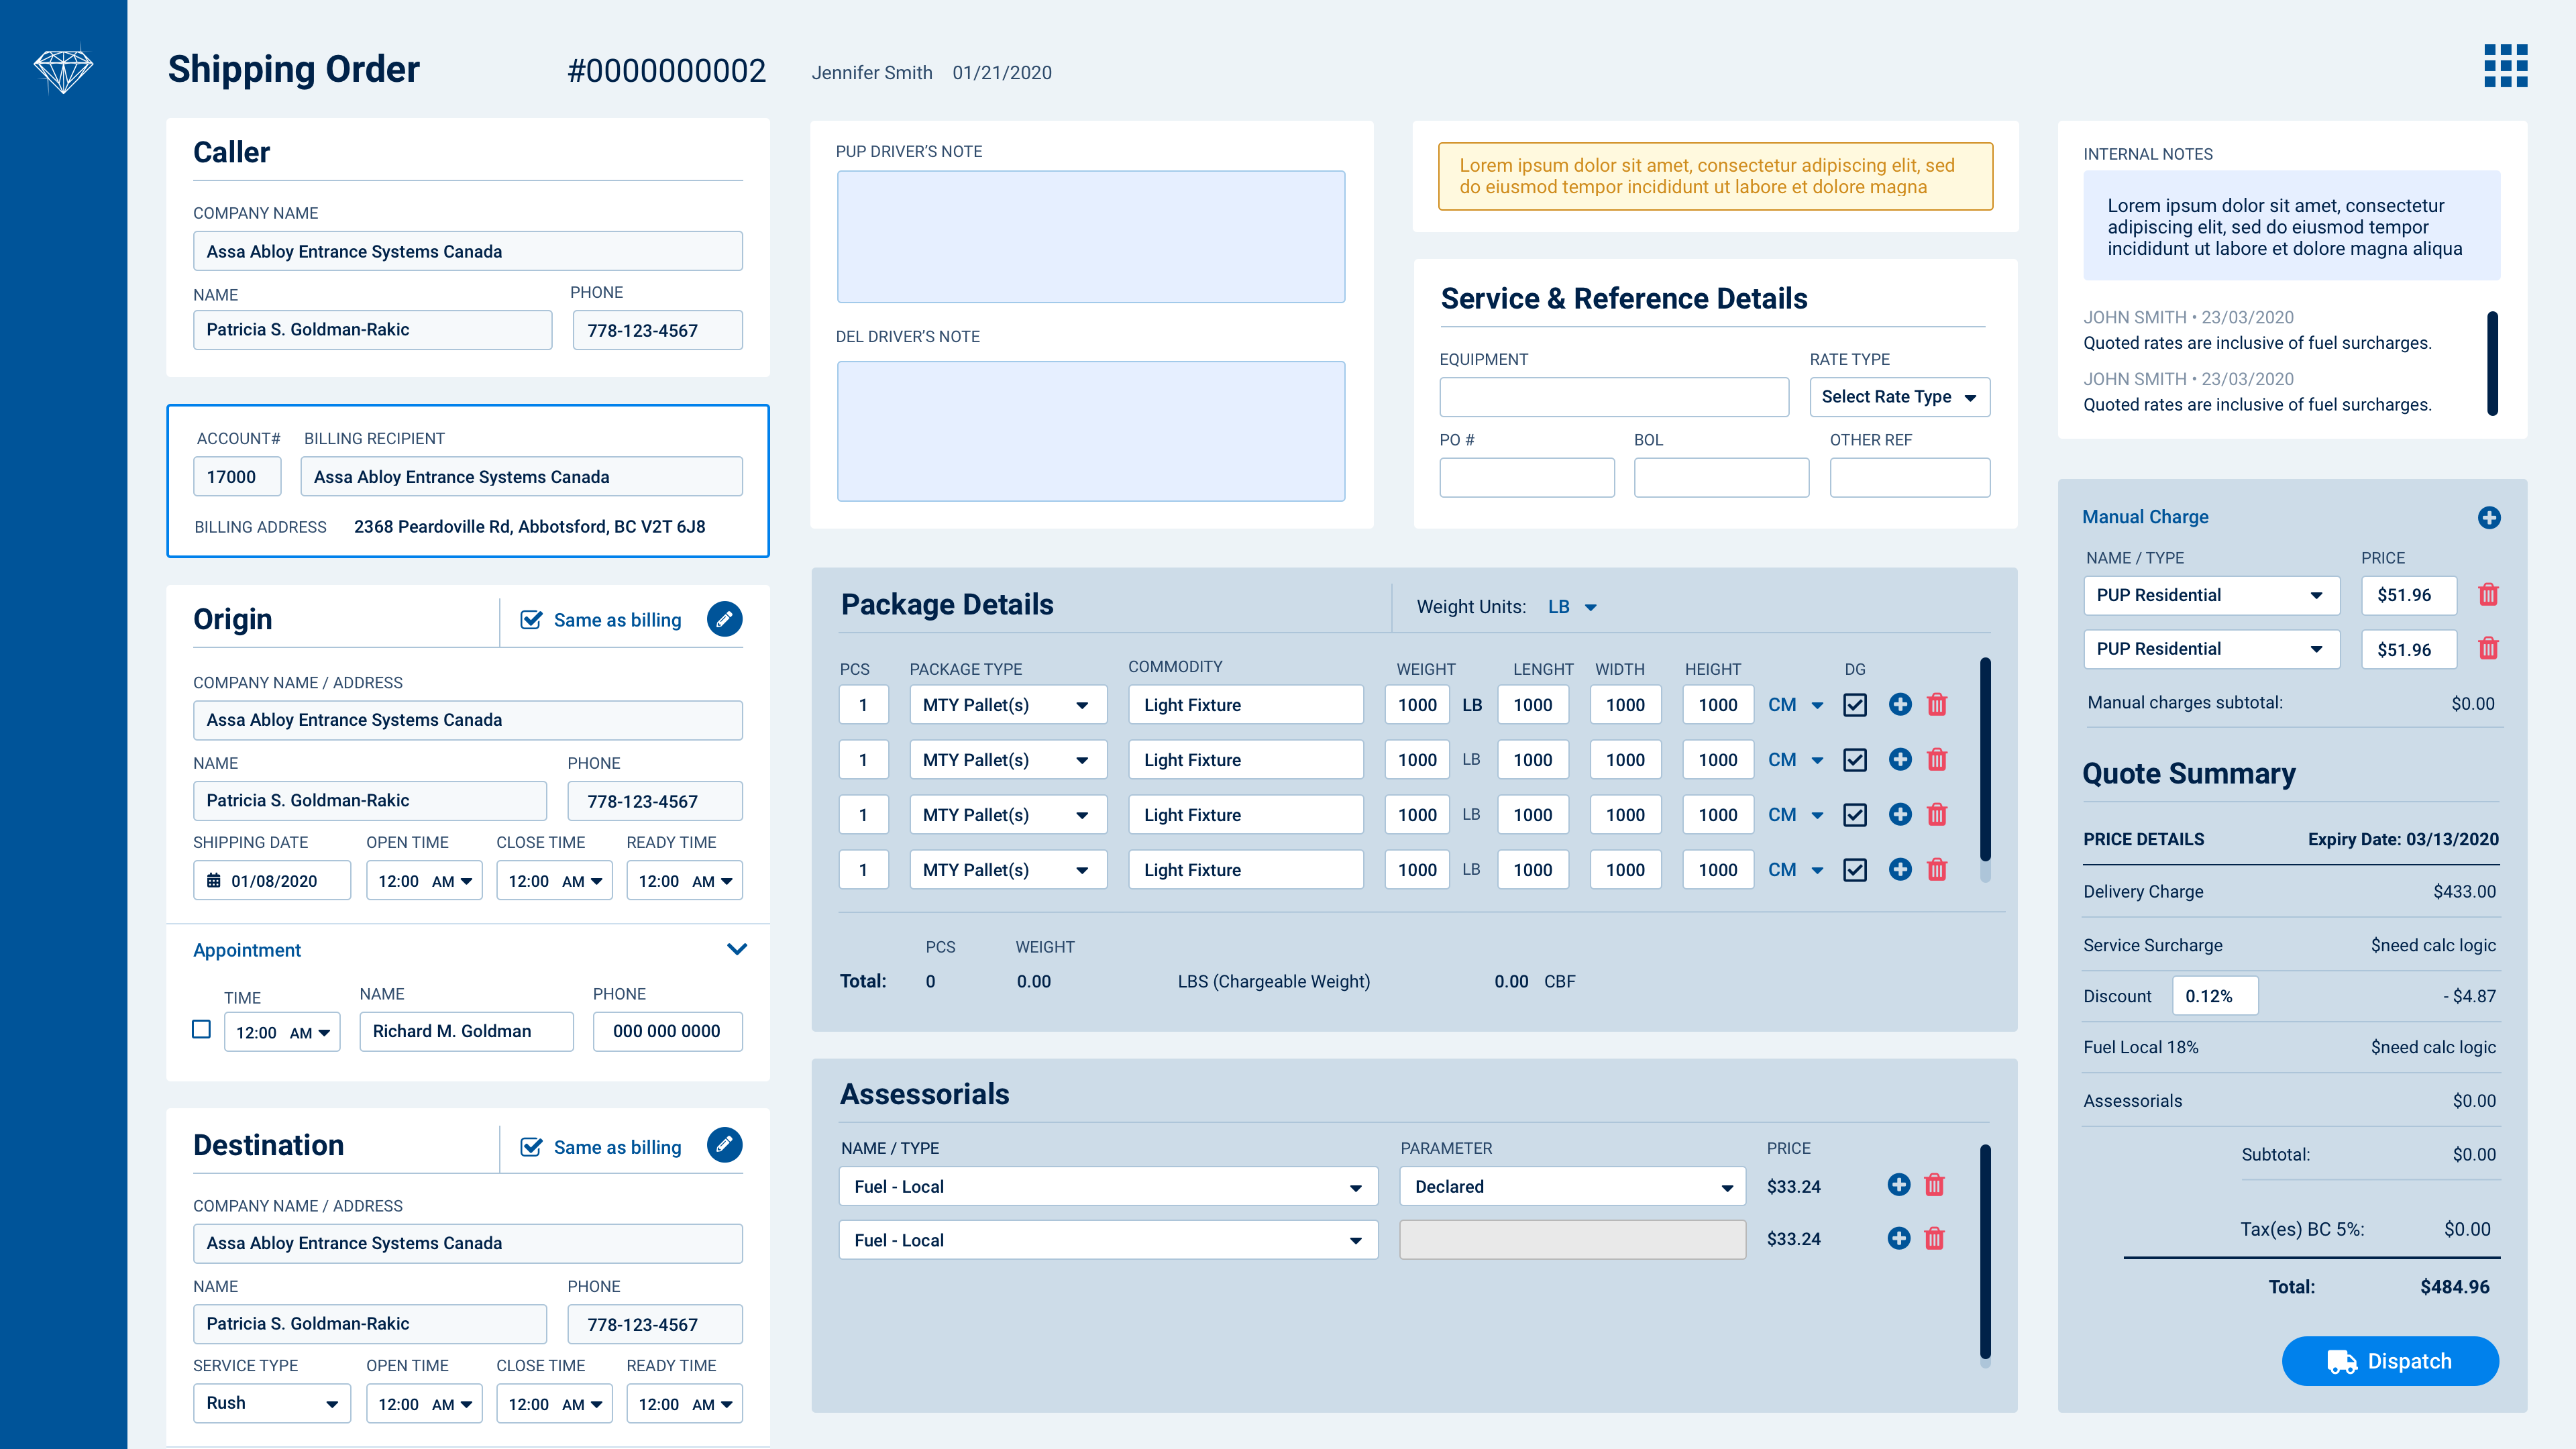 Shipping Order
#0000000002
Jennifer Smith 01/21/2020
Caller
COMPANY NAME
Assa Abloy Entrance Systems Canada
NAME PHONE
Patricia S. Goldman-Rakic 778-123-4567
ACCOUNT# BILLING RECIPIENT
17000 Assa Abloy Entrance Systems Canada
BILLING ADDRESS 2368 Peardoville Rd, Abbotsford, BC V2T 6J8
Origin Same as billing
COMPANY NAME / ADDRESS
Assa Abloy Entrance Systems Canada
NAME PHONE
Patricia S. Goldman-Rakic 778-123-4567
SHIPPING DATE OPEN TIME CLOSE TIME READY TIME
01/08/2020 12:00 AM 12:00 AM 12:00 AM
Appointment
TIME NAME PHONE
12:00 AM Richard M. Goldman 000 000 0000
Destination Same as billing
COMPANY NAME / ADDRESS
Assa Abloy Entrance Systems Canada
NAME PHONE
Patricia S. Goldman-Rakic 778-123-4567
SERVICE TYPE OPEN TIME CLOSE TIME READY TIME
Rush 12:00 AM 12:00 AM 12:00 AM
PUP DRIVER’S NOTE
DEL DRIVER’S NOTE
Lorem ipsum dolor sit amet, consectetur adipiscing elit, sed
do eiusmod tempor incididunt ut labore et dolore magna
Service & Reference Details
EQUIPMENT RATE TYPE
Select Rate Type
PO # BOL OTHER REF
Package Details Weight Units: LB
PCS PACKAGE TYPE COMMODITY WEIGHT LENGHT WIDTH HEIGHT DG
1 MTY Pallet(s) Light Fixture 1000 LB 1000 1000 1000 CM
1 MTY Pallet(s) Light Fixture 1000 LB 1000 1000 1000 CM
1 MTY Pallet(s) Light Fixture 1000 LB 1000 1000 1000 CM
1 MTY Pallet(s) Light Fixture 1000 LB 1000 1000 1000 CM
PCS WEIGHT
Total: 0 0.00 LBS (Chargeable Weight) 0.00 CBF
Assessorials
NAME / TYPE PARAMETER PRICE
Fuel - Local Declared $33.24
Fuel - Local $33.24
INTERNAL NOTES
Lorem ipsum dolor sit amet, consectetur
adipiscing elit, sed do eiusmod tempor
incididunt ut labore et dolore magna aliqua
JOHN SMITH • 23/03/2020
Quoted rates are inclusive of fuel surcharges.
JOHN SMITH • 23/03/2020
Quoted rates are inclusive of fuel surcharges.
Manual Charge
NAME / TYPE PRICE
PUP Residential $51.96
PUP Residential $51.96
Manual charges subtotal: $0.00
Quote Summary
PRICE DETAILS Expiry Date: 03/13/2020
Delivery Charge $433.00
Service Surcharge $need calc logic
Discount 0.12% - $4.87
Fuel Local 18% $need calc logic
Assessorials $0.00
Subtotal: $0.00
Tax(es) BC 5%: $0.00
Total: $484.96
Dispatch